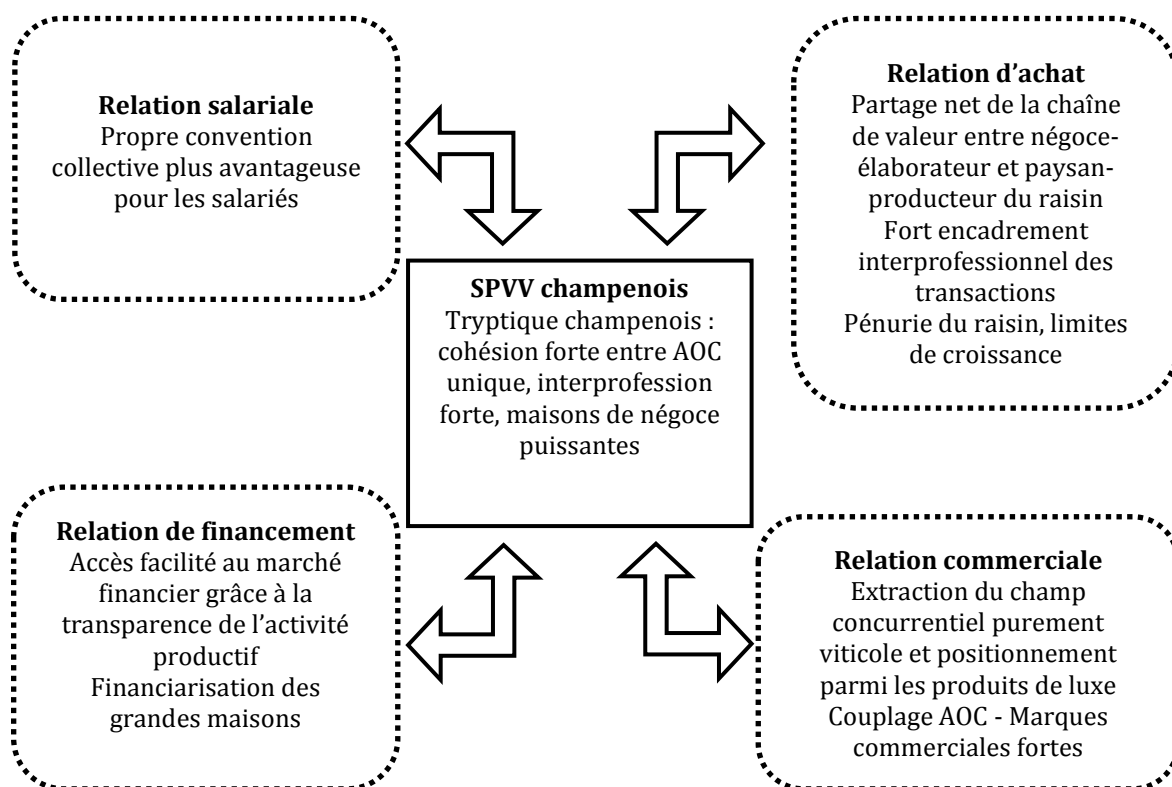 Relation salariale
Propre convention
collective plus avantageuse
pour les salariés
Relation d’achat
Partage net de la chaîne
de valeur entre négoce-
élaborateur et paysan-
producteur du raisin
Fort encadrement
interprofessionnel des
transactions
Pénurie du raisin, limites
de croissance
SPVV champenois
Tryptique champenois :
cohésion forte entre AOC
unique, interprofession
forte, maisons de négoce
puissantes
Relation de financement
Accès facilité au marché
financier grâce à la
transparence de l’activité
productif
Financiarisation des
grandes maisons
Relation commerciale
Extraction du champ
concurrentiel purement
viticole et positionnement
parmi les produits de luxe
Couplage AOC - Marques
commerciales fortes